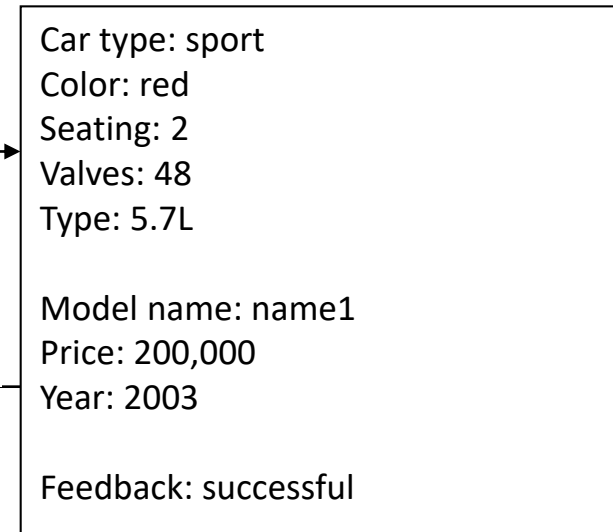 Car type: sport
Color: red
Seating: 2
Valves: 48
Type: 5.7L
Model name: name1
Price: 200,000
Year: 2003
Feedback: successful